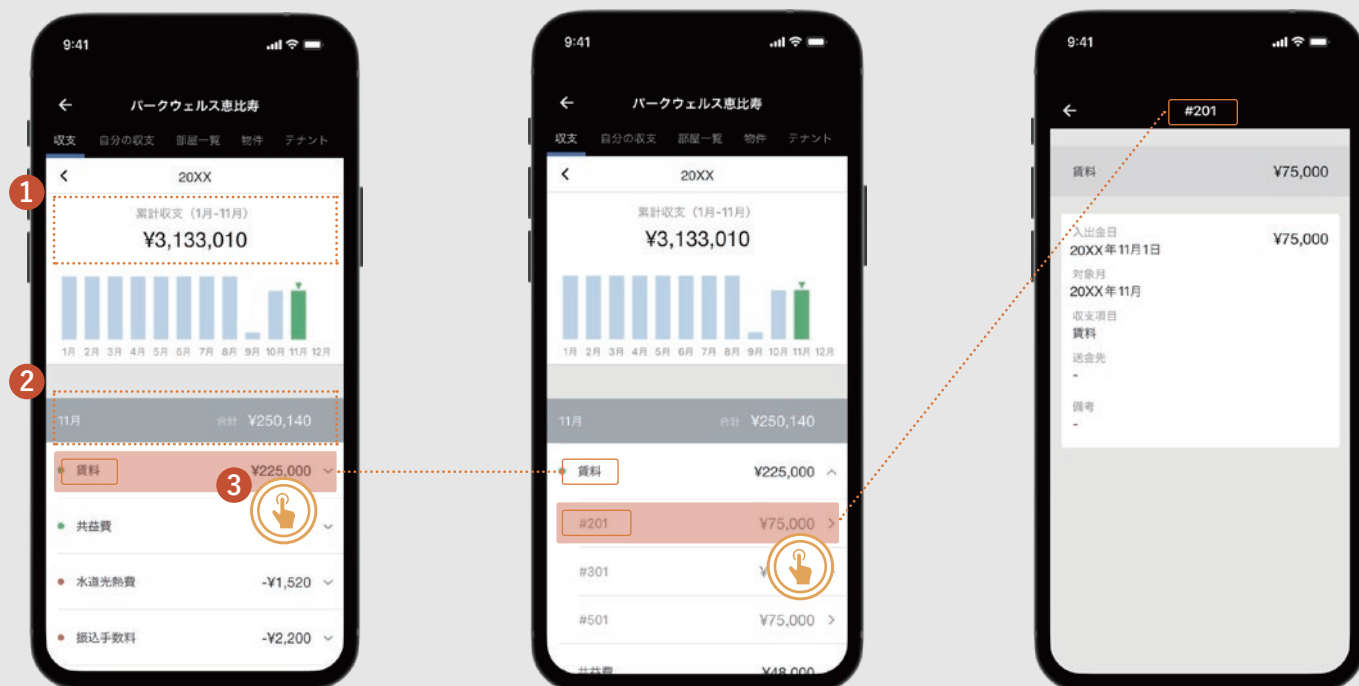 9:41
パークウェルス恵比寿
収支 自分の収支 部屋一覧 物件 テナント
20XX
1
累計収支（1月-11月）
¥3,133,010
1月 2月 3月 4月 5月 6月 7月 8月 9月 10月 11月 12月
2
11月 合計 ¥250,140
賃料 ¥225,000
3
共益費
水道光熱費 -¥1,520
振込手数料 -¥2,200
9:41
パークウェルス恵比寿
収支 自分の収支 部屋一覧 物件 テナント
20XX
累計収支（1月-11月）
¥3,133,010
1月 2月 3月 4月 5月 6月 7月 8月 9月 10月 11月 12月
11月 合計 ¥250,140
賃料 ¥225,000
#201 ¥75,000
#301 ¥
#501 ¥75,000
共益費 ¥48,000
9:41
#201
賃料 ¥75,000
入出金日 ¥75,000
20XX年11月1日
対象月
20XX年11月
収支項目
賃料
送金先
-
備考
-